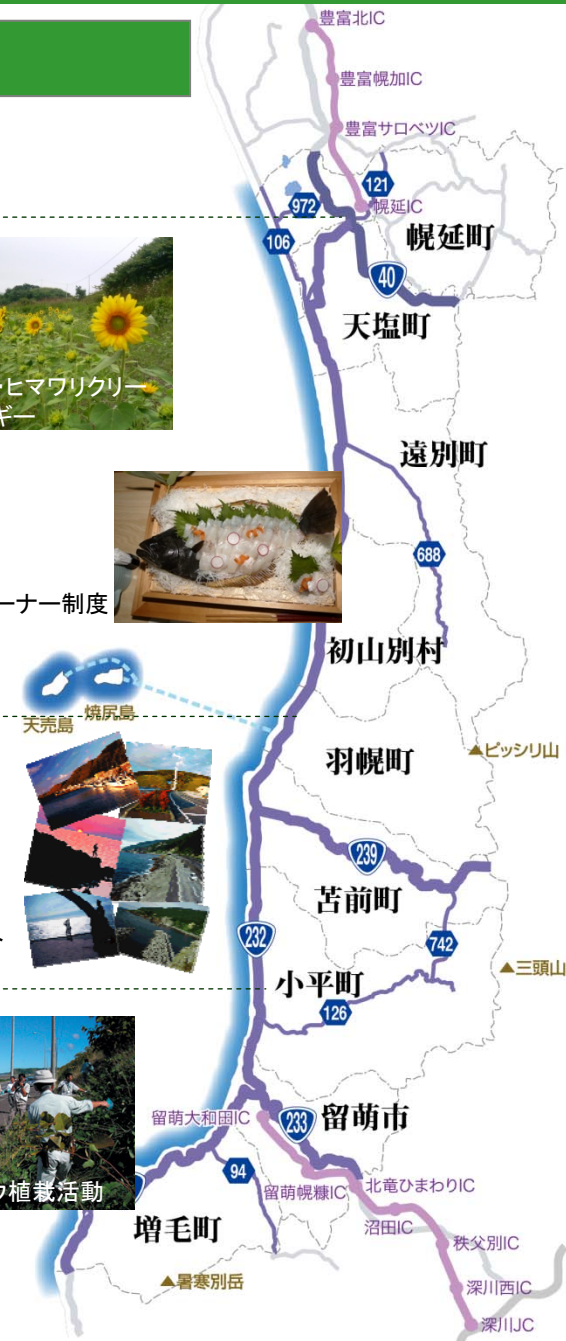 豊富北IC
豊富幌加IC
豊富サロベツIC
121
972
幌延IC
106
幌延町
40
天塩町
・ヒマワリクリー
ギー
遠別町
688
ーナー制度
初山別村
天売島
焼尻島
羽幌町
▲ピッシリ山
239
苫前町
232
742
小平町
▲三頭山
126
留萌大和田IC
233
留萌市
94
留萌幌糠IC
北竜ひまわりIC
植栽活動
沼田IC
増毛町
秩父別IC
▲暑寒別岳
深川西IC
深川JC